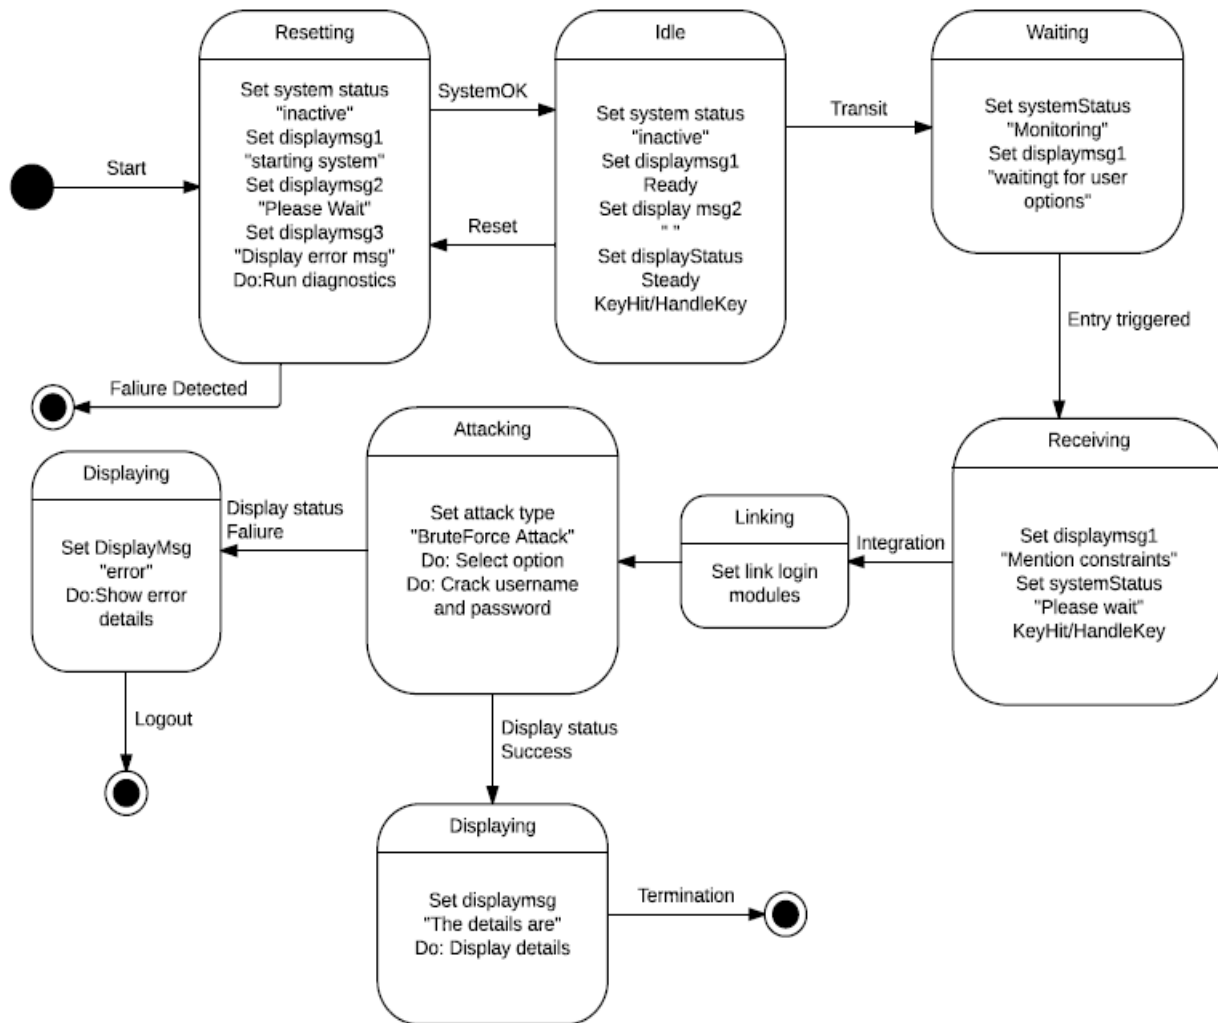 Resetting
Set system status
"inactive"
Set displaymsg1
"starting system"
Set displaymsg2
"Please Wait"
Set displaymsg3
"Display error msg"
Do:Run diagnostics
Start
SystemOK
Reset
Idle
Set system status
"inactive"
Set displaymsg1
Ready
Set display msg2
" "
Set displayStatus
Steady
KeyHit/HandleKey
Transit
Waiting
Set systemStatus
"Monitoring"
Set displaymsg1
"waitingt for user
options"
Entry triggered
Faliure Detected
Receiving
Set displaymsg1
"Mention constraints"
Set systemStatus
"Please wait"
KeyHit/HandleKey
Integration
Linking
Set link login
modules
Attacking
Set attack type
"BruteForce Attack"
Do: Select option
Do: Crack username
and password
Display status
Faliure
Displaying
Set DisplayMsg
"error"
Do:Show error
details
Logout
Display status
Success
Displaying
Set displaymsg
"The details are"
Do: Display details
Termination